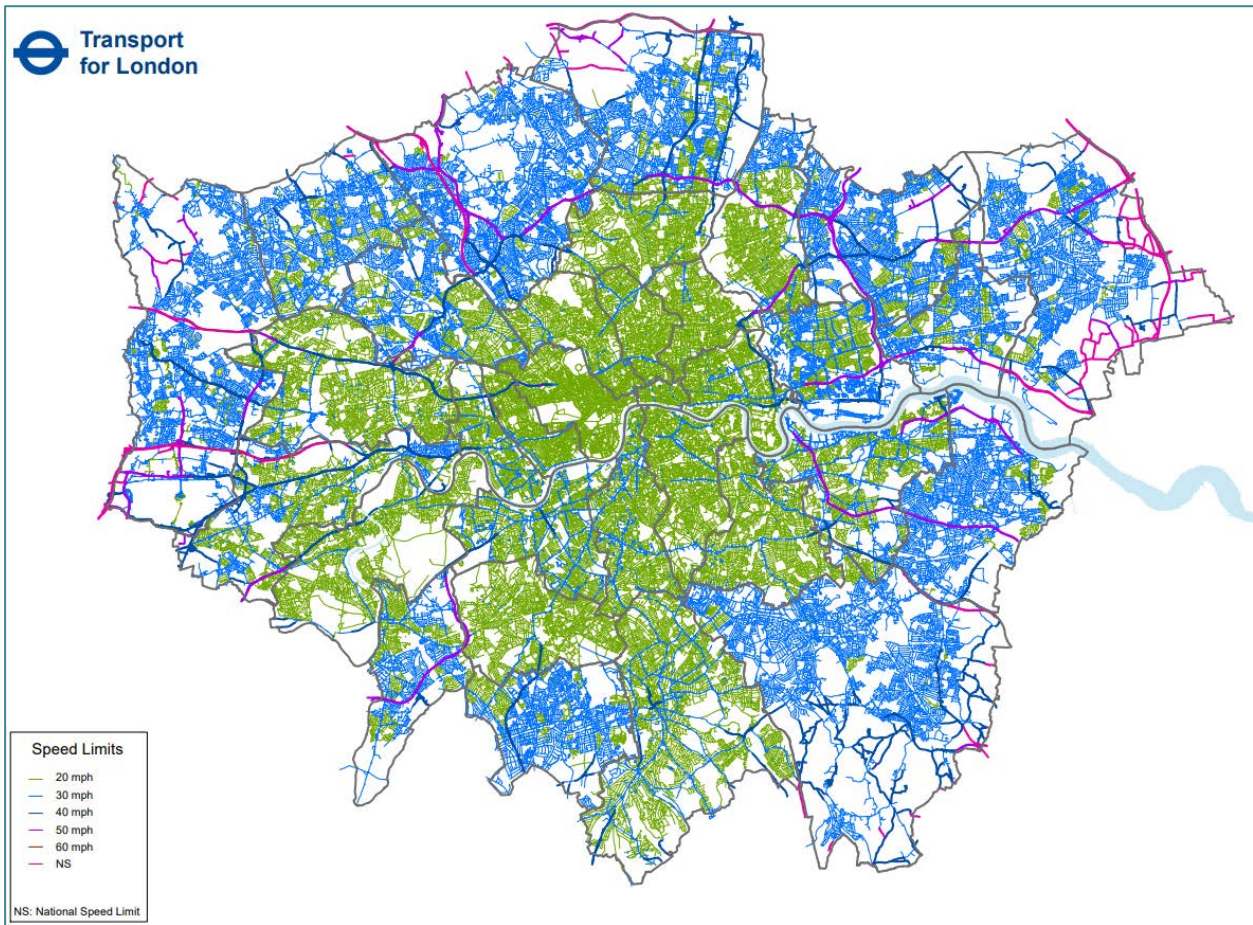 Transport
for London
Speed Limits
20 mph
30 mph
40 mph
50 mph
60 mph
NS
NS: National Speed Limit